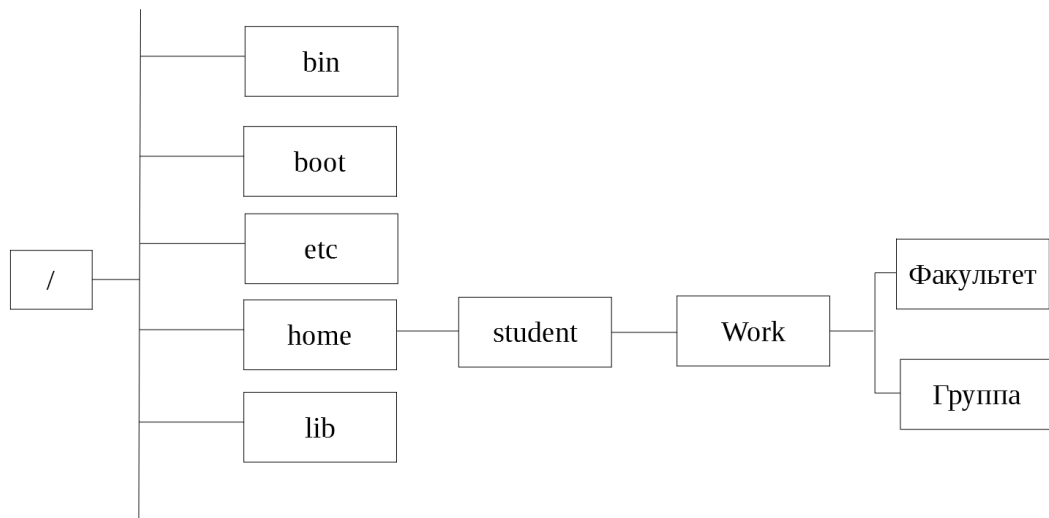 bin
boot
etc
/
home
student
Work
Факультет
Группа
lib